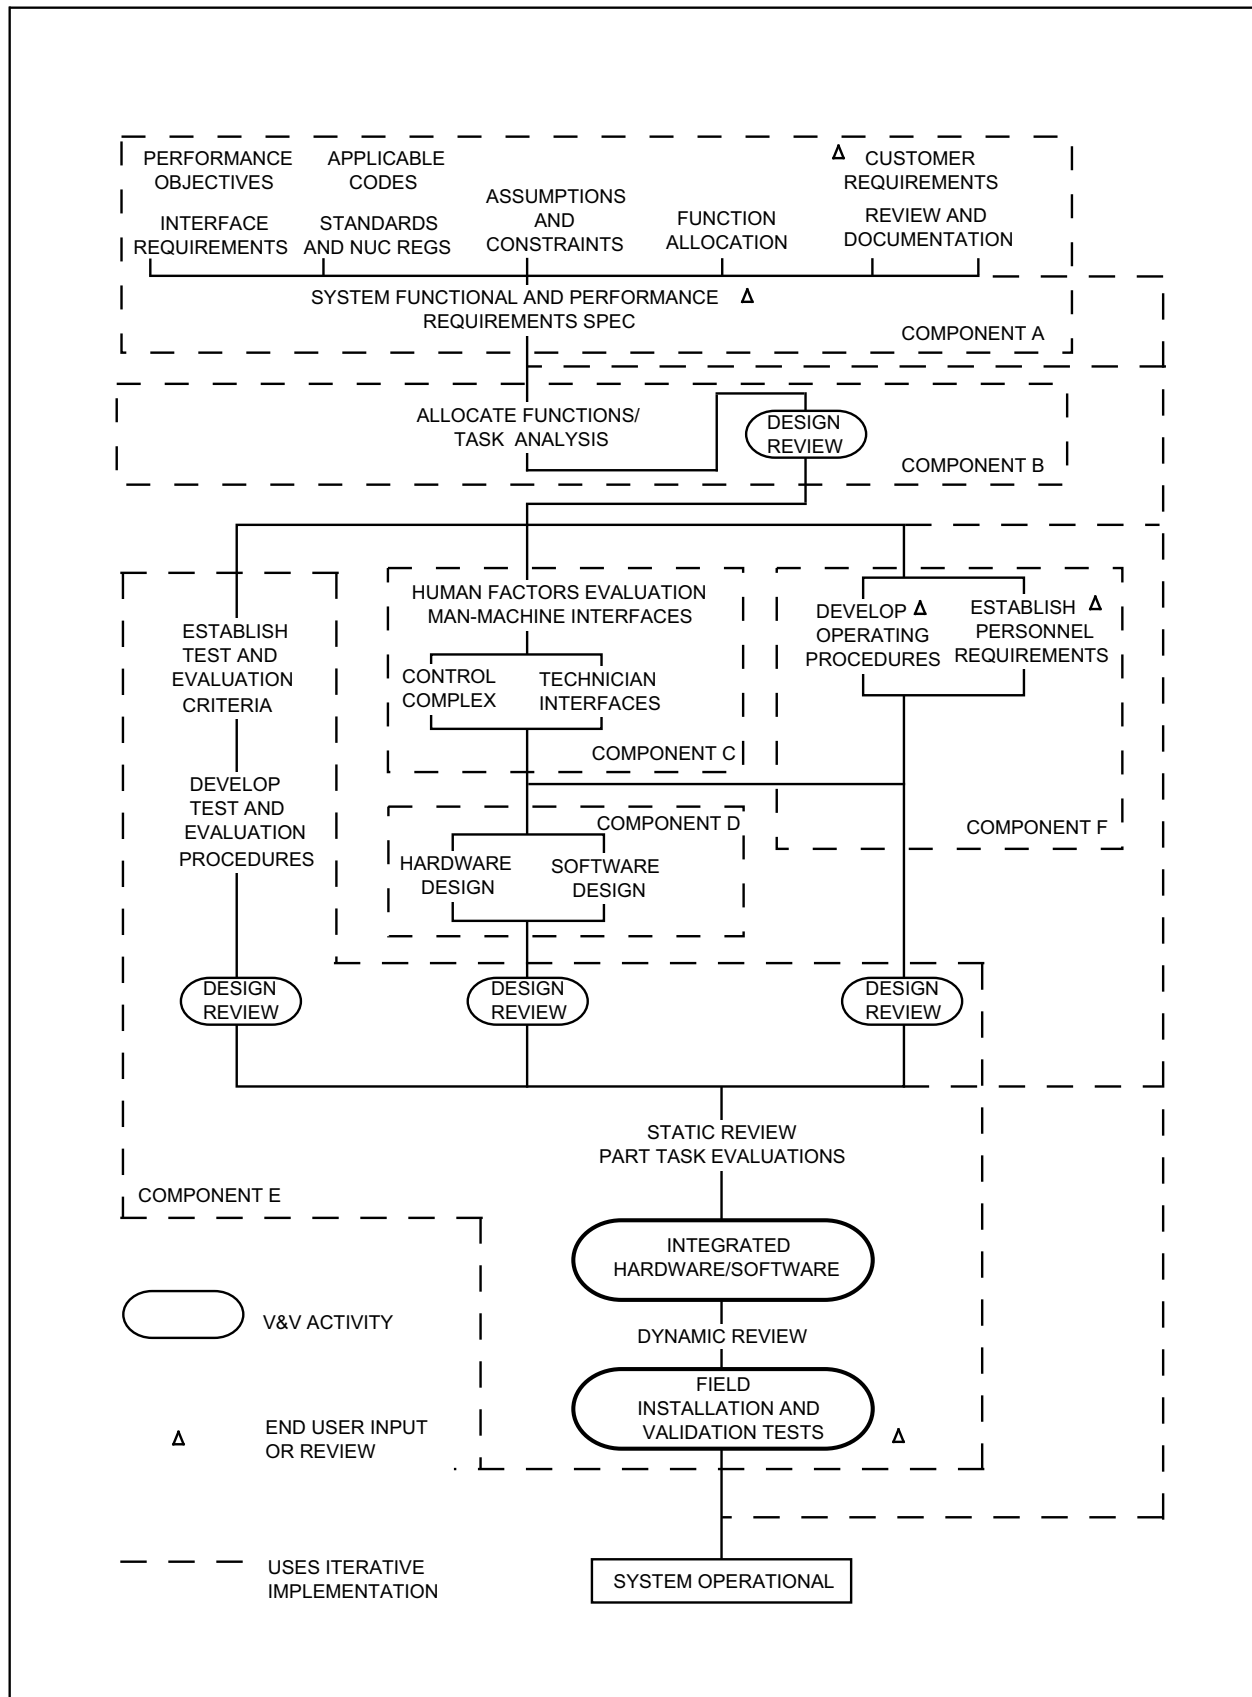 PERFORMANCE
OBJECTIVES
APPLICABLE
CODES
Δ CUSTOMER
REQUIREMENTS
INTERFACE
REQUIREMENTS
STANDARDS
AND NUC REGS
ASSUMPTIONS
AND
CONSTRAINTS
FUNCTION
ALLOCATION
REVIEW AND
DOCUMENTATION
SYSTEM FUNCTIONAL AND PERFORMANCE Δ
REQUIREMENTS SPEC
COMPONENT A
ALLOCATE FUNCTIONS/
TASK ANALYSIS
DESIGN
REVIEW
COMPONENT B
ESTABLISH
TEST AND
EVALUATION
CRITERIA
DEVELOP
TEST AND
EVALUATION
PROCEDURES
HUMAN FACTORS EVALUATION
MAN-MACHINE INTERFACES
CONTROL
COMPLEX
TECHNICIAN
INTERFACES
COMPONENT C
DEVELOP Δ
OPERATING
PROCEDURES
ESTABLISH Δ
PERSONNEL
REQUIREMENTS
COMPONENT F
COMPONENT D
HARDWARE
DESIGN
SOFTWARE
DESIGN
DESIGN
REVIEW
DESIGN
REVIEW
DESIGN
REVIEW
STATIC REVIEW
PART TASK EVALUATIONS
COMPONENT E
INTEGRATED
HARDWARE/SOFTWARE
DYNAMIC REVIEW
FIELD
INSTALLATION AND
VALIDATION TESTS
Δ
V&V ACTIVITY
Δ END USER INPUT
OR REVIEW
USES ITERATIVE
IMPLEMENTATION
SYSTEM OPERATIONAL